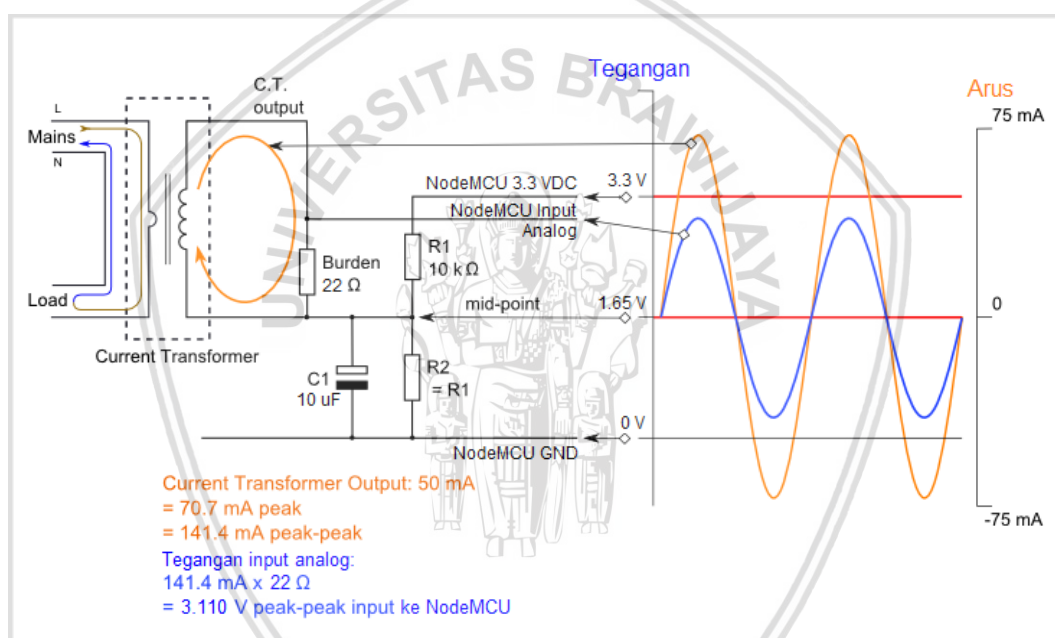 UNIVERSITAS BRAWIJAYA
Tegangan
Arus
C.T.
output
75 mA
L
Mains
N
NodeMCU 3.3 VDC
3.3 V
NodeMCU Input
Analog
R1
10 kΩ
Burden
22 Ω
mid-point
1.65 V
0
Load
Current Transformer
C1
10 uF
R2
= R1
0 V
NodeMCU GND
-75 mA
Current Transformer Output: 50 mA
= 70.7 mA peak
= 141.4 mA peak-peak
Tegangan input analog:
141.4 mA x 22 Ω
= 3.110 V peak-peak input ke NodeMCU